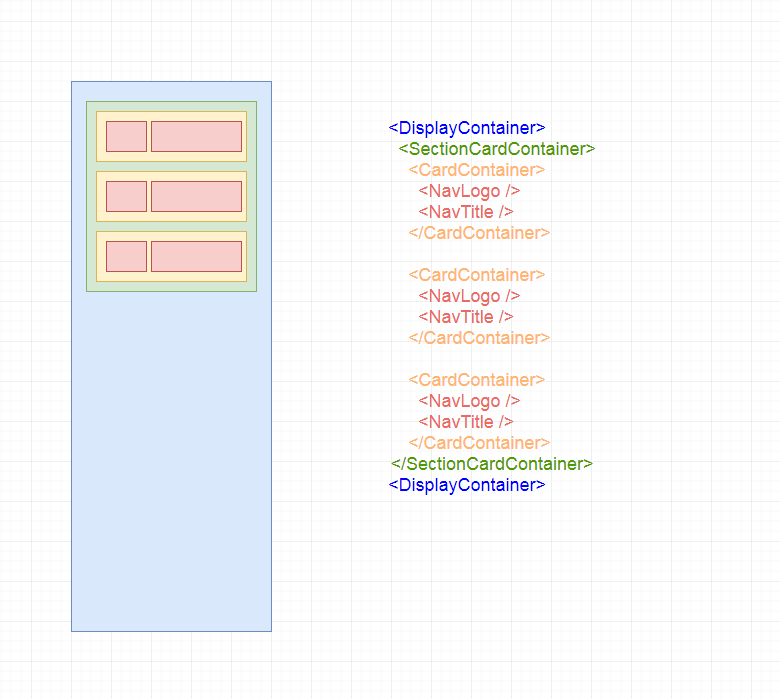 <DisplayContainer>
<SectionCardContainer>
<CardContainer>
<NavLogo />
<NavTitle />
</CardContainer>
<CardContainer>
<NavLogo />
<NavTitle />
</CardContainer>
<CardContainer>
<NavLogo />
<NavTitle />
</CardContainer>
</SectionCardContainer>
<DisplayContainer>